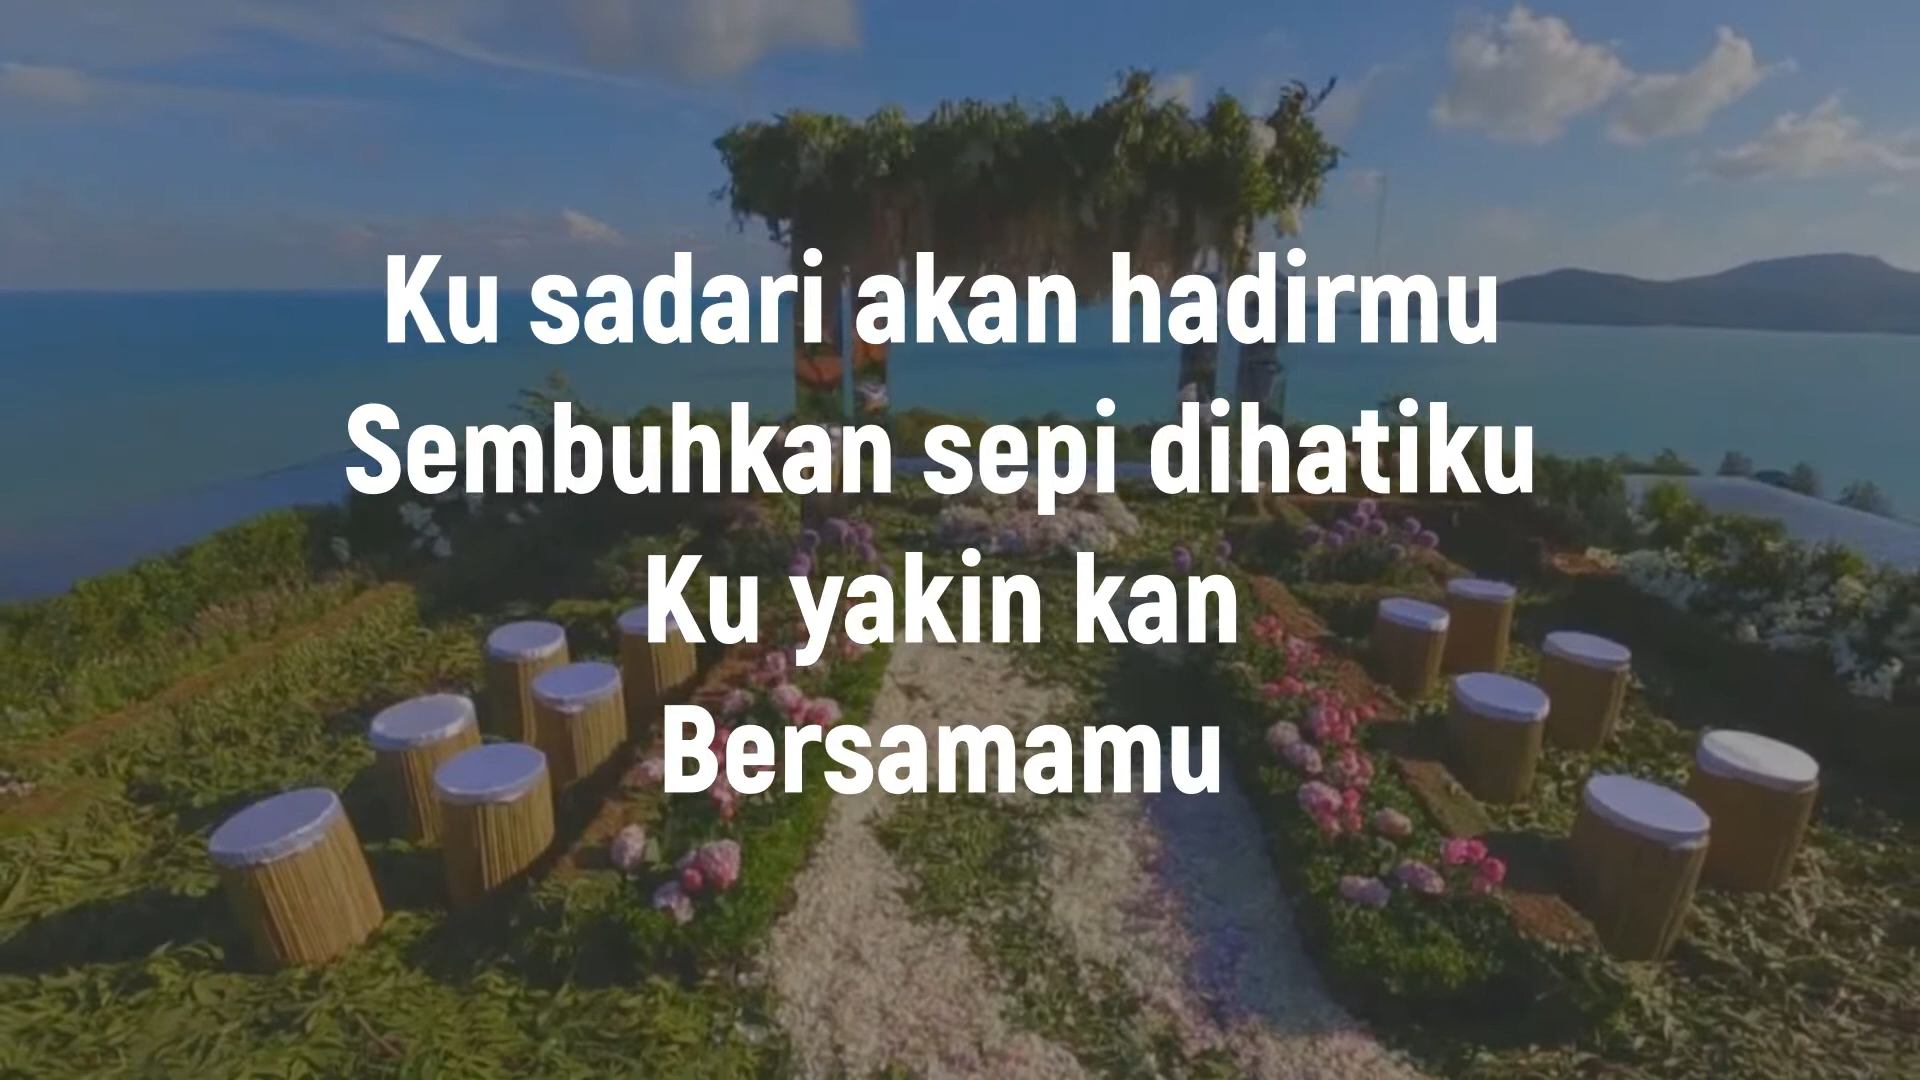 Ku sadari akan hadirmu
Sembuhkan sepi dihatiku
Ku yakin kan
Bersamamu